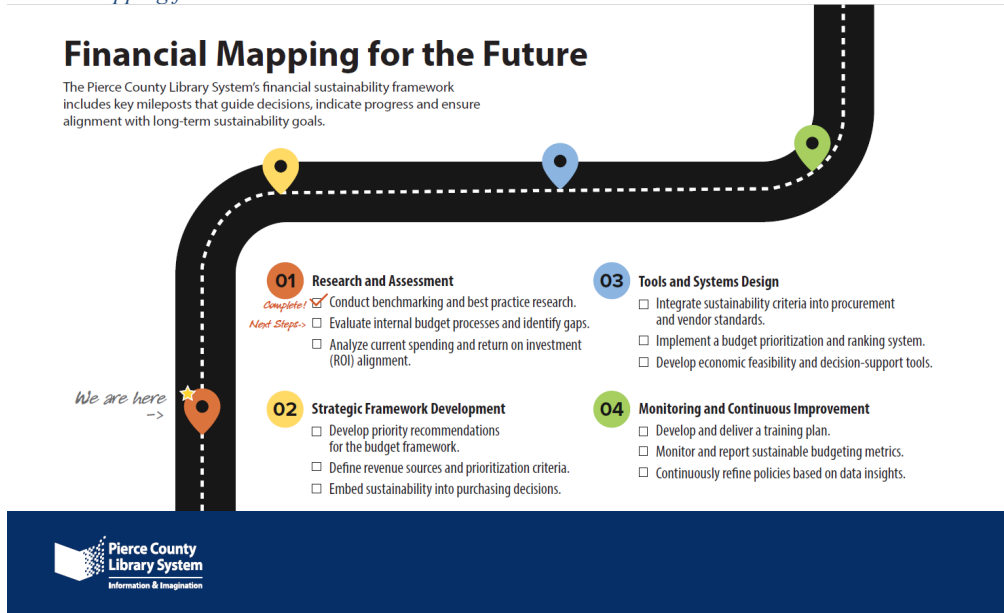 Financial Mapping for the Future
The Pierce County Library System's financial sustainability framework
includes key mileposts that guide decisions, indicate progress and ensure
alignment with long-term sustainability goals.
01
Research and Assessment
Complete!
Conduct benchmarking and best practice research.
Next Steps->
Evaluate internal budget processes and identify gaps.
Analyze current spending and return on investment
(ROI) alignment.
We are here
->
02
Strategic Framework Development
Develop priority recommendations
for the budget framework.
Define revenue sources and prioritization criteria.
Embed sustainability into purchasing decisions.
03
Tools and Systems Design
Integrate sustainability criteria into procurement
and vendor standards.
Implement a budget prioritization and ranking system.
Develop economic feasibility and decision-support tools.
04
Monitoring and Continuous Improvement
Develop and deliver a training plan.
Monitor and report sustainable budgeting metrics.
Continuously refine policies based on data insights.
Pierce County
Library System
Information & Imagination